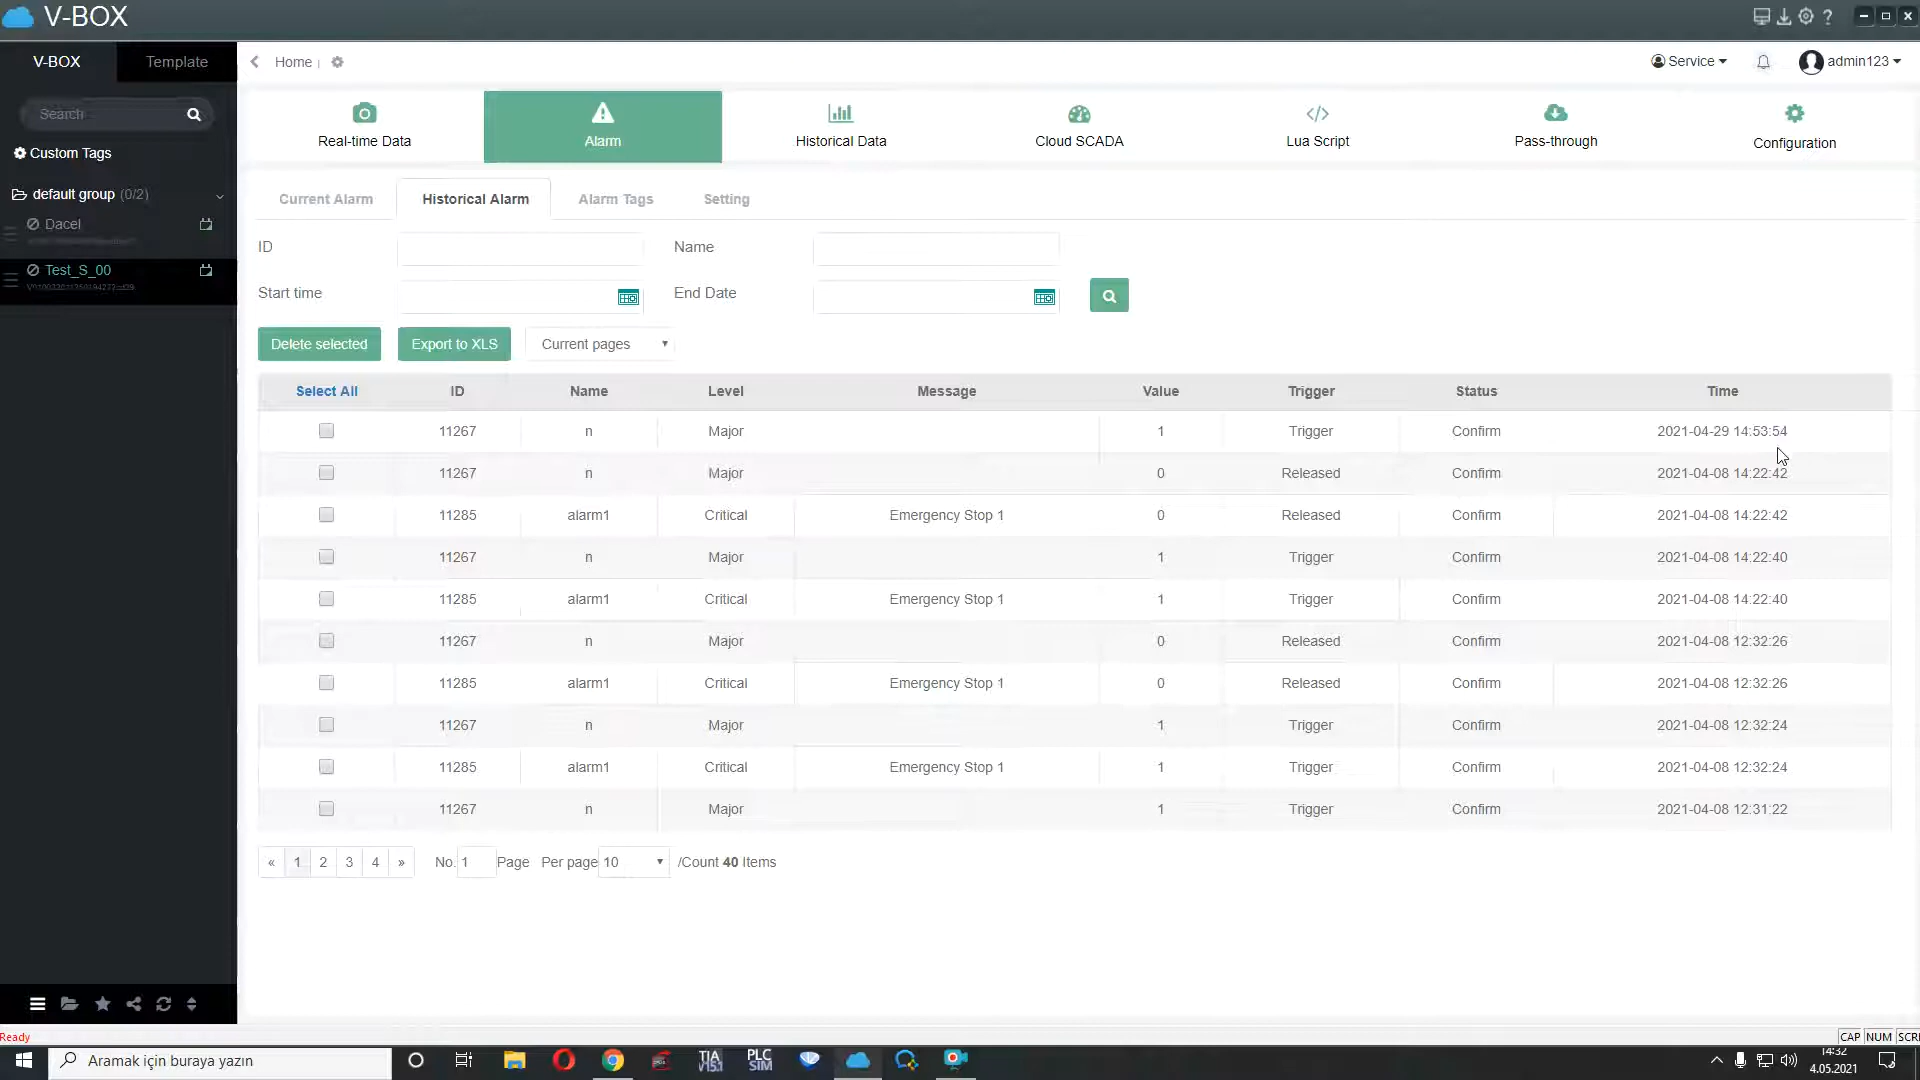 V-BOX
V-BOX
Template
Home
Service
admin123
Search
Custom Tags
default group (0/2)
Dacel
Test_S_00
Real-time Data
Alarm
Historical Data
Cloud SCADA
Lua Script
Pass-through
Configuration
Current Alarm
Historical Alarm
Alarm Tags
Setting
ID
Name
Start time
End Date
Delete selected
Export to XLS
Current pages
Select All ID Name Level Message Value Trigger Status Time
11267 n Major 1 Trigger Confirm 2021-04-29 14:53:54
11267 n Major 0 Released Confirm 2021-04-08 14:22:42
11285 alarm1 Critical Emergency Stop 1 0 Released Confirm 2021-04-08 14:22:42
11267 n Major 1 Trigger Confirm 2021-04-08 14:22:40
11285 alarm1 Critical Emergency Stop 1 1 Trigger Confirm 2021-04-08 14:22:40
11267 n Major 0 Released Confirm 2021-04-08 12:32:26
11285 alarm1 Critical Emergency Stop 1 0 Released Confirm 2021-04-08 12:32:26
11267 n Major 1 Trigger Confirm 2021-04-08 12:32:24
11285 alarm1 Critical Emergency Stop 1 1 Trigger Confirm 2021-04-08 12:32:24
11267 n Major 1 Trigger Confirm 2021-04-08 12:31:22
« 1 2 3 4 » No. 1 Page Per page 10 /Count 40 Items
Ready
CAP NUM SCRL
Aramak için buraya yazın
TIA V15.1
PLC SIM
14:32
4.05.2021